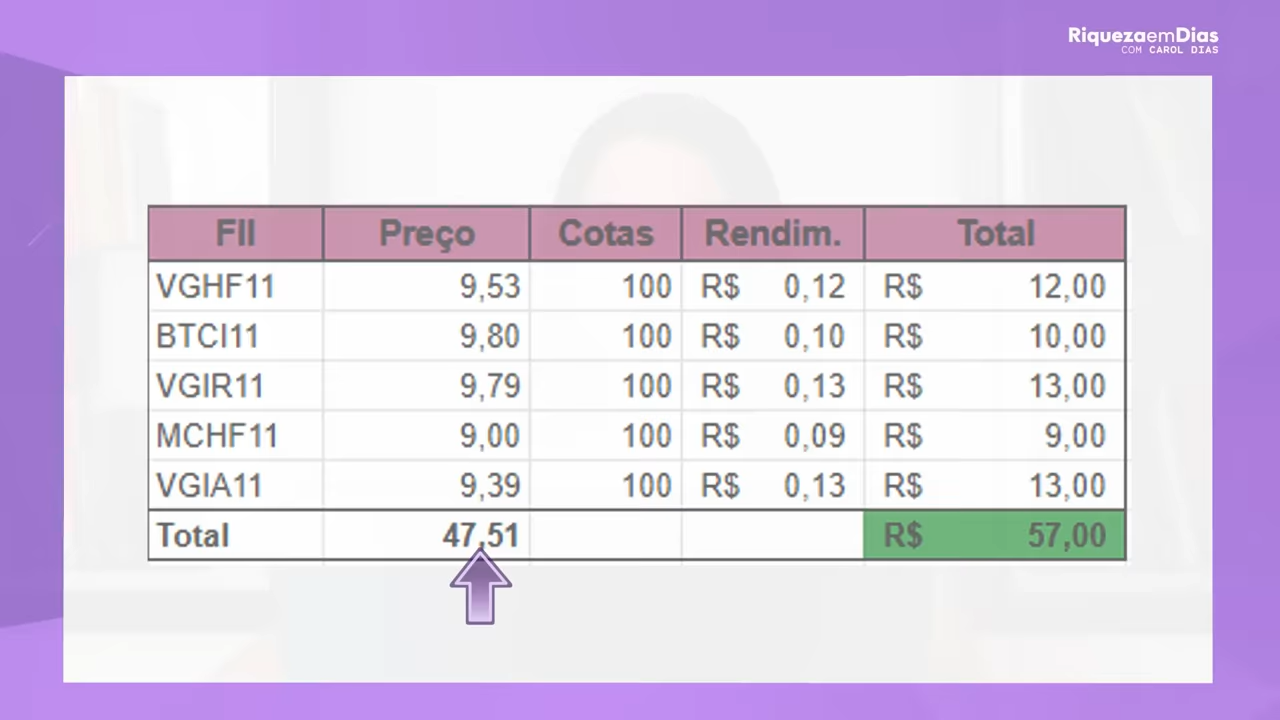 RiquezaemDias
COM CAROL DIAS
FII Preço Cotas Rendim. Total
VGHF11 9,53 100 R$ 0,12 R$ 12,00
BTCI11 9,80 100 R$ 0,10 R$ 10,00
VGIR11 9,79 100 R$ 0,13 R$ 13,00
MCHF11 9,00 100 R$ 0,09 R$ 9,00
VGIA11 9,39 100 R$ 0,13 R$ 13,00
Total 47,51 R$ 57,00